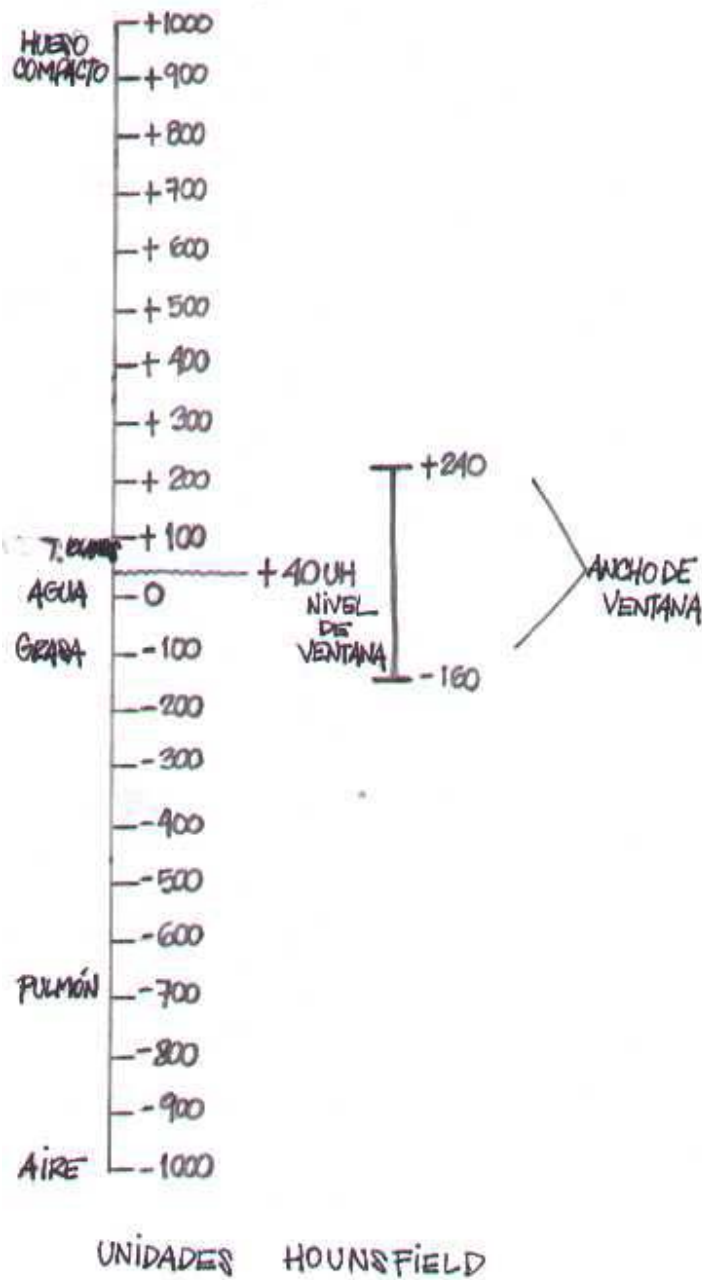 +1000
HUESO
COMPACTO
+900
+800
+700
+600
+500
+400
+300
+200
+100
T.
+40 UH
NIVEL
DE
VENTANA
AGUA
0
GRASA
-100
-200
-300
-400
-500
-600
PULMÓN
-700
-800
-900
AIRE
-1000
+240
-160
ANCHO DE
VENTANA
UNIDADES HOUNSFIELD